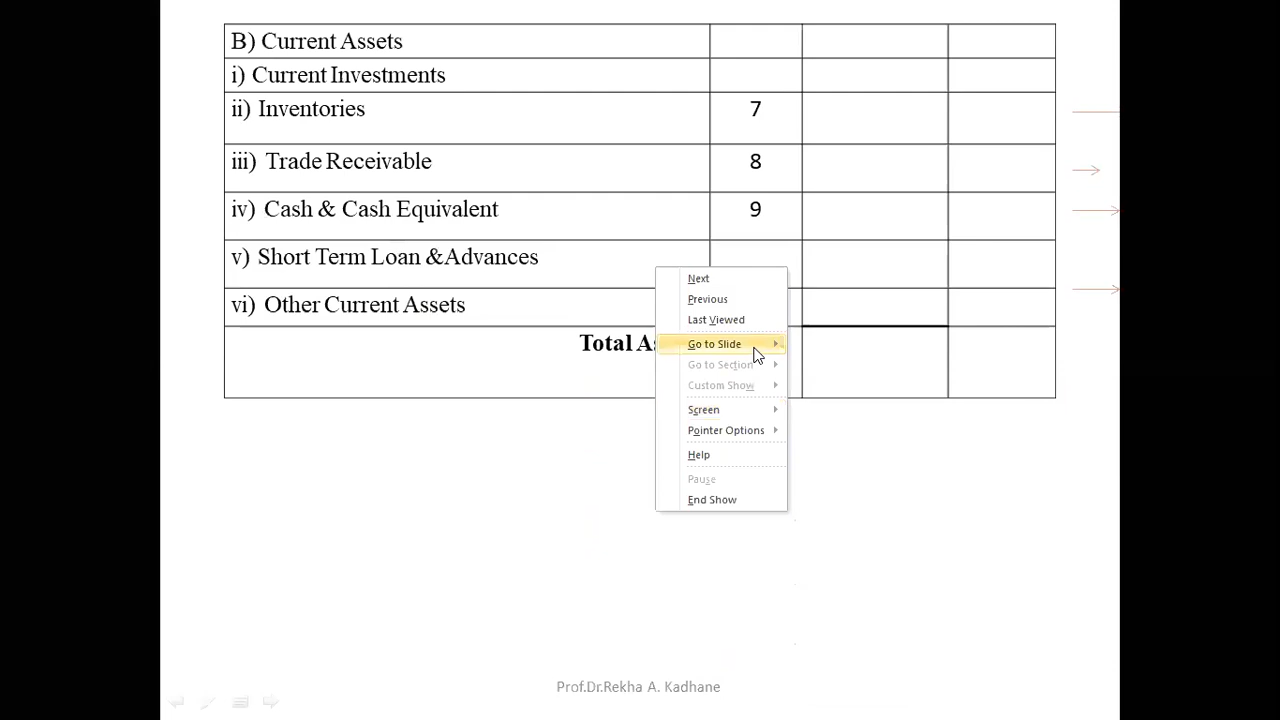 B) Current Assets
i) Current Investments
ii) Inventories 7
iii) Trade Receivable 8
iv) Cash & Cash Equivalent 9
v) Short Term Loan &Advances
vi) Other Current Assets
Total
Next
Previous
Last Viewed
Go to Slide
Go to Section
Custom Show
Screen
Pointer Options
Help
Pause
End Show
Prof.Dr.Rekha A. Kadhane